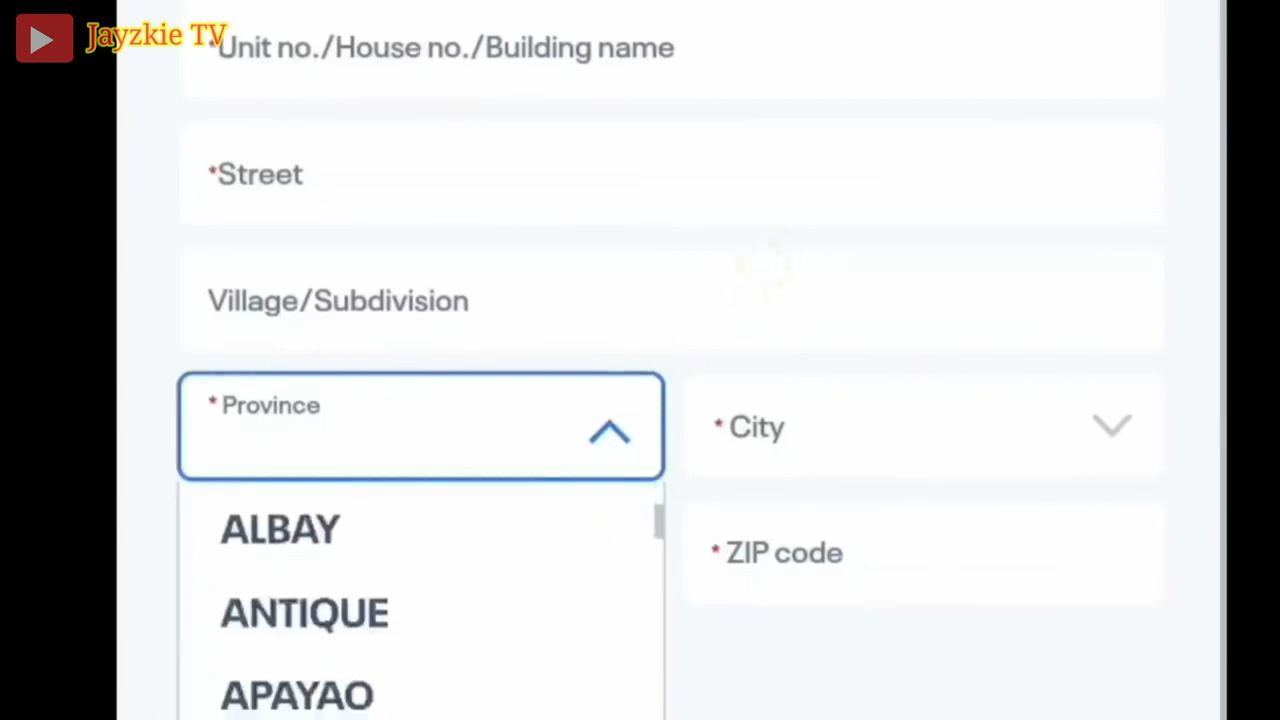 Jayzkie TV
*Unit no./House no./Building name
*Street
Village/Subdivision
* Province
* City
ALBAY
* ZIP code
ANTIQUE
APAYAO